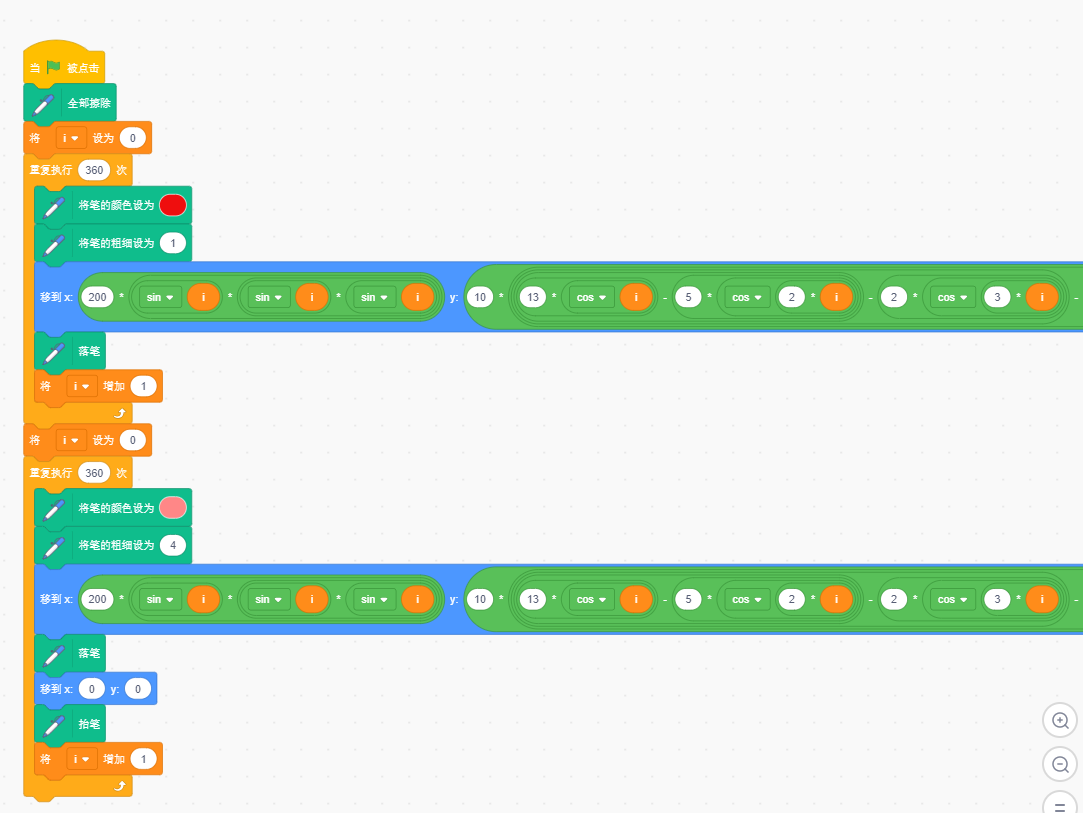 当 被点击
全部擦除
将 i 设为 0
重复执行 360 次
将笔的颜色设为
将笔的粗细设为 1
移到 x: 200 * sin i * sin i * sin i y: 10 * 13 * cos i - 5 * cos 2 * i - 2 * cos 3 * i -
落笔
将 i 增加 1
将 i 设为 0
重复执行 360 次
将笔的颜色设为
将笔的粗细设为 4
移到 x: 200 * sin i * sin i * sin i y: 10 * 13 * cos i - 5 * cos 2 * i - 2 * cos 3 * i -
落笔
移到 x: 0 y: 0
抬笔
将 i 增加 1